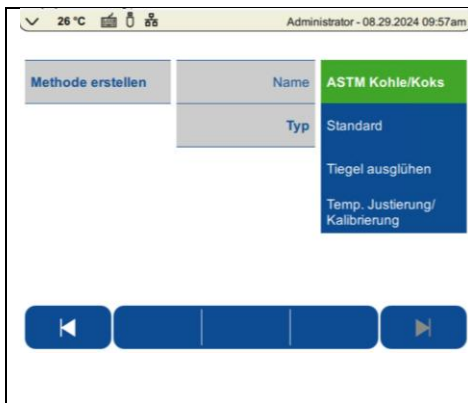 26 °C
Administrator - 08.29.2024 09:57am
Methode erstellen
Name
ASTM Kohle/Koks
Typ
Standard
Tiegel ausglühen
Temp. Justierung/
Kalibrierung